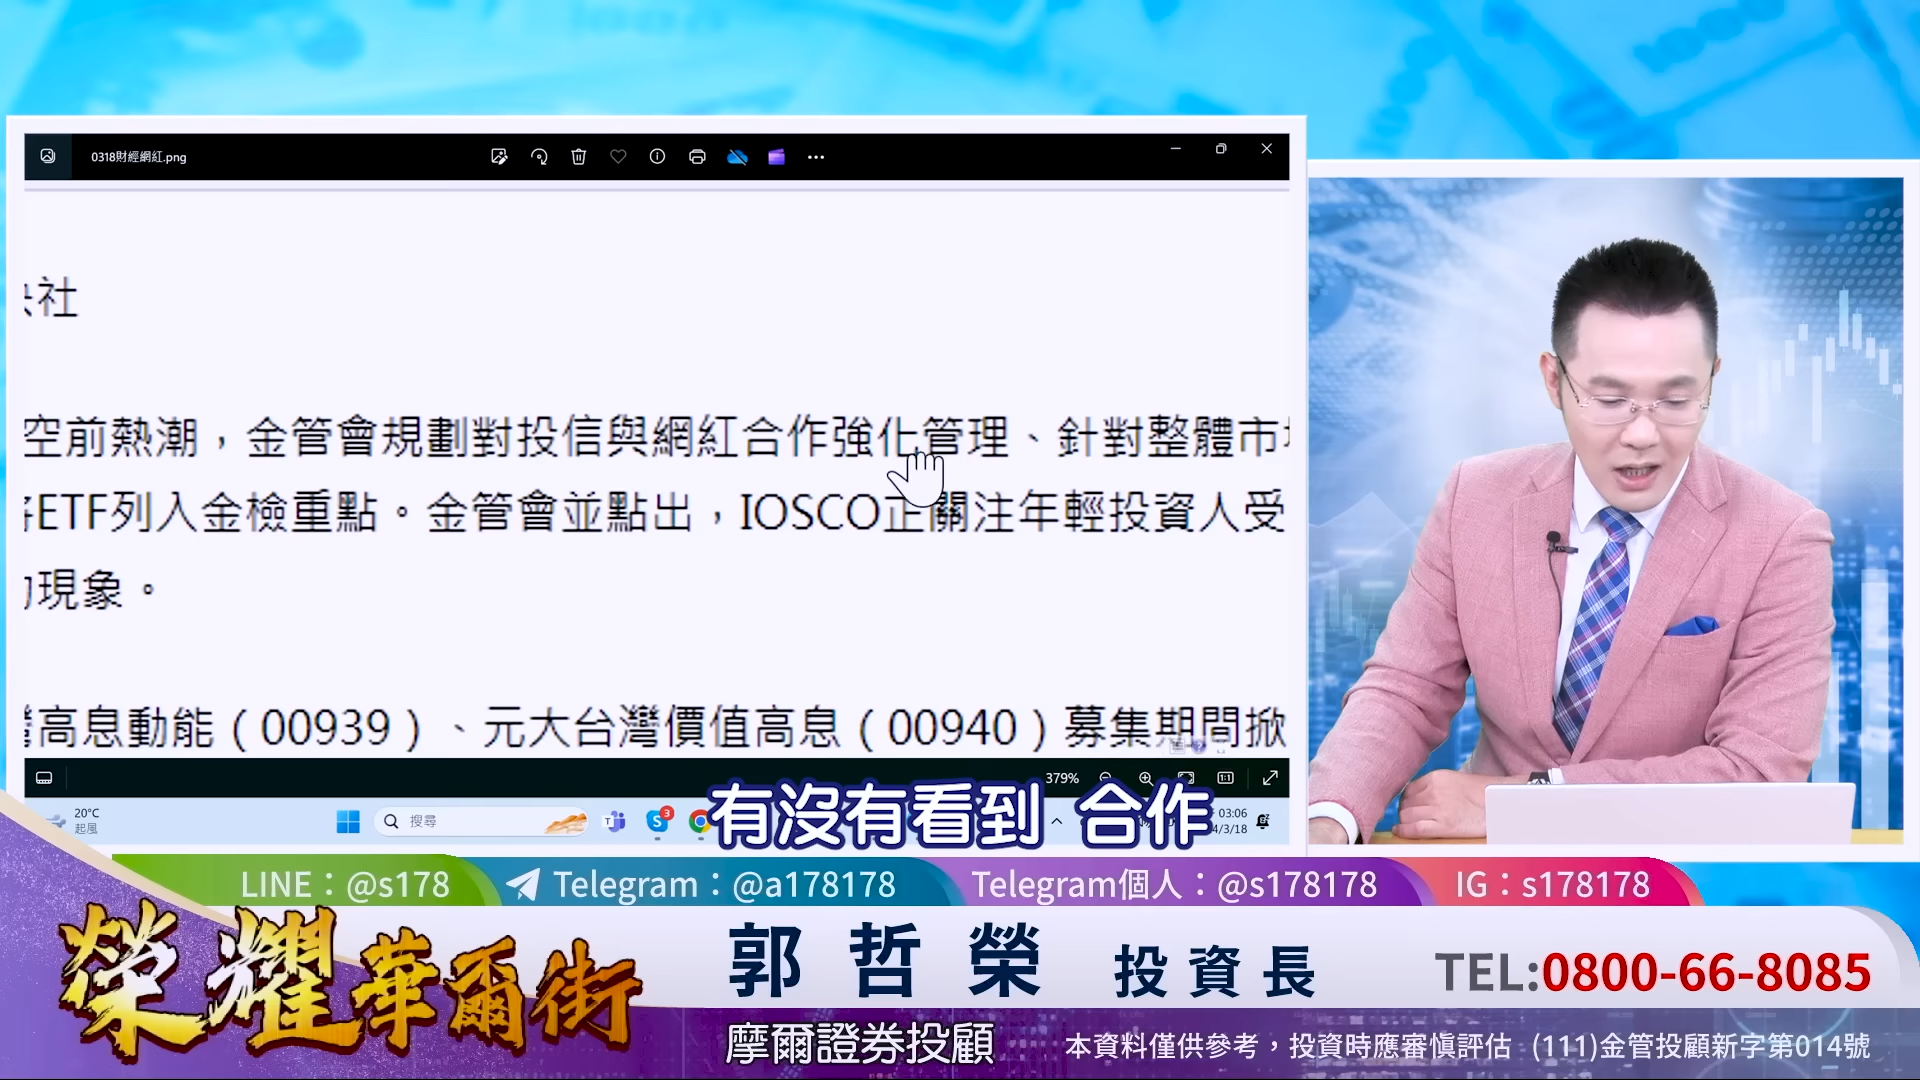 0318財經網紅.png
社
空前熱潮，金管會規劃對投信與網紅合作強化管理、針對整體市
ETF列入金檢重點。金管會並點出，IOSCO正關注年輕投資人受
現象。
高息動能（00939）、元大台灣價值高息（00940）募集期間掀
379%
20°C
起風
搜尋
3
03:06
4/3/18
有沒有看到 合作
LINE：@s178
Telegram：@a178178
Telegram個人：@s178178
IG：s178178
榮耀華爾街
郭哲榮 投資長
TEL:0800-66-8085
摩爾證券投顧
本資料僅供參考，投資時應審慎評估 (111)金管投顧新字第014號